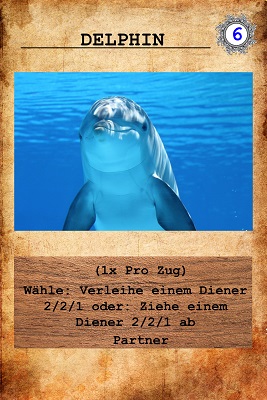 DELPHIN
6
(1x Pro Zug)
Wähle: Verleihe einem Diener
2/2/1 oder: Ziehe einem
Diener 2/2/1 ab
Partner